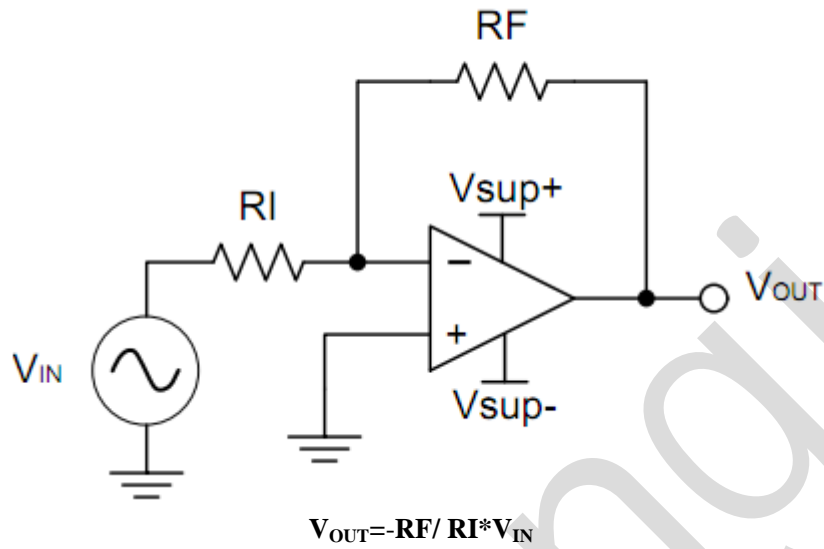 RF
Vsup+
RI
−
VOUT
+
VIN
Vsup-
VOUT=-RF/ RI*VIN